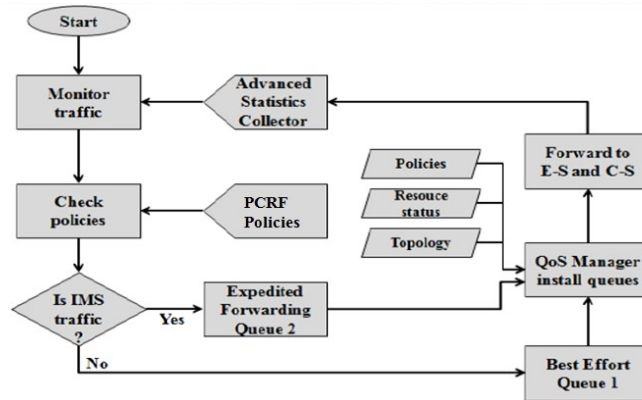 Start
Monitor
traffic
Advanced
Statistics
Collector
Check
policies
PCRF
Policies
Policies
Resouce
status
Topology
Forward to
E-S and C-S
QoS Manager
install queues
Is IMS
traffic
?
Yes
Expedited
Forwarding
Queue 2
No
Best Effort
Queue 1